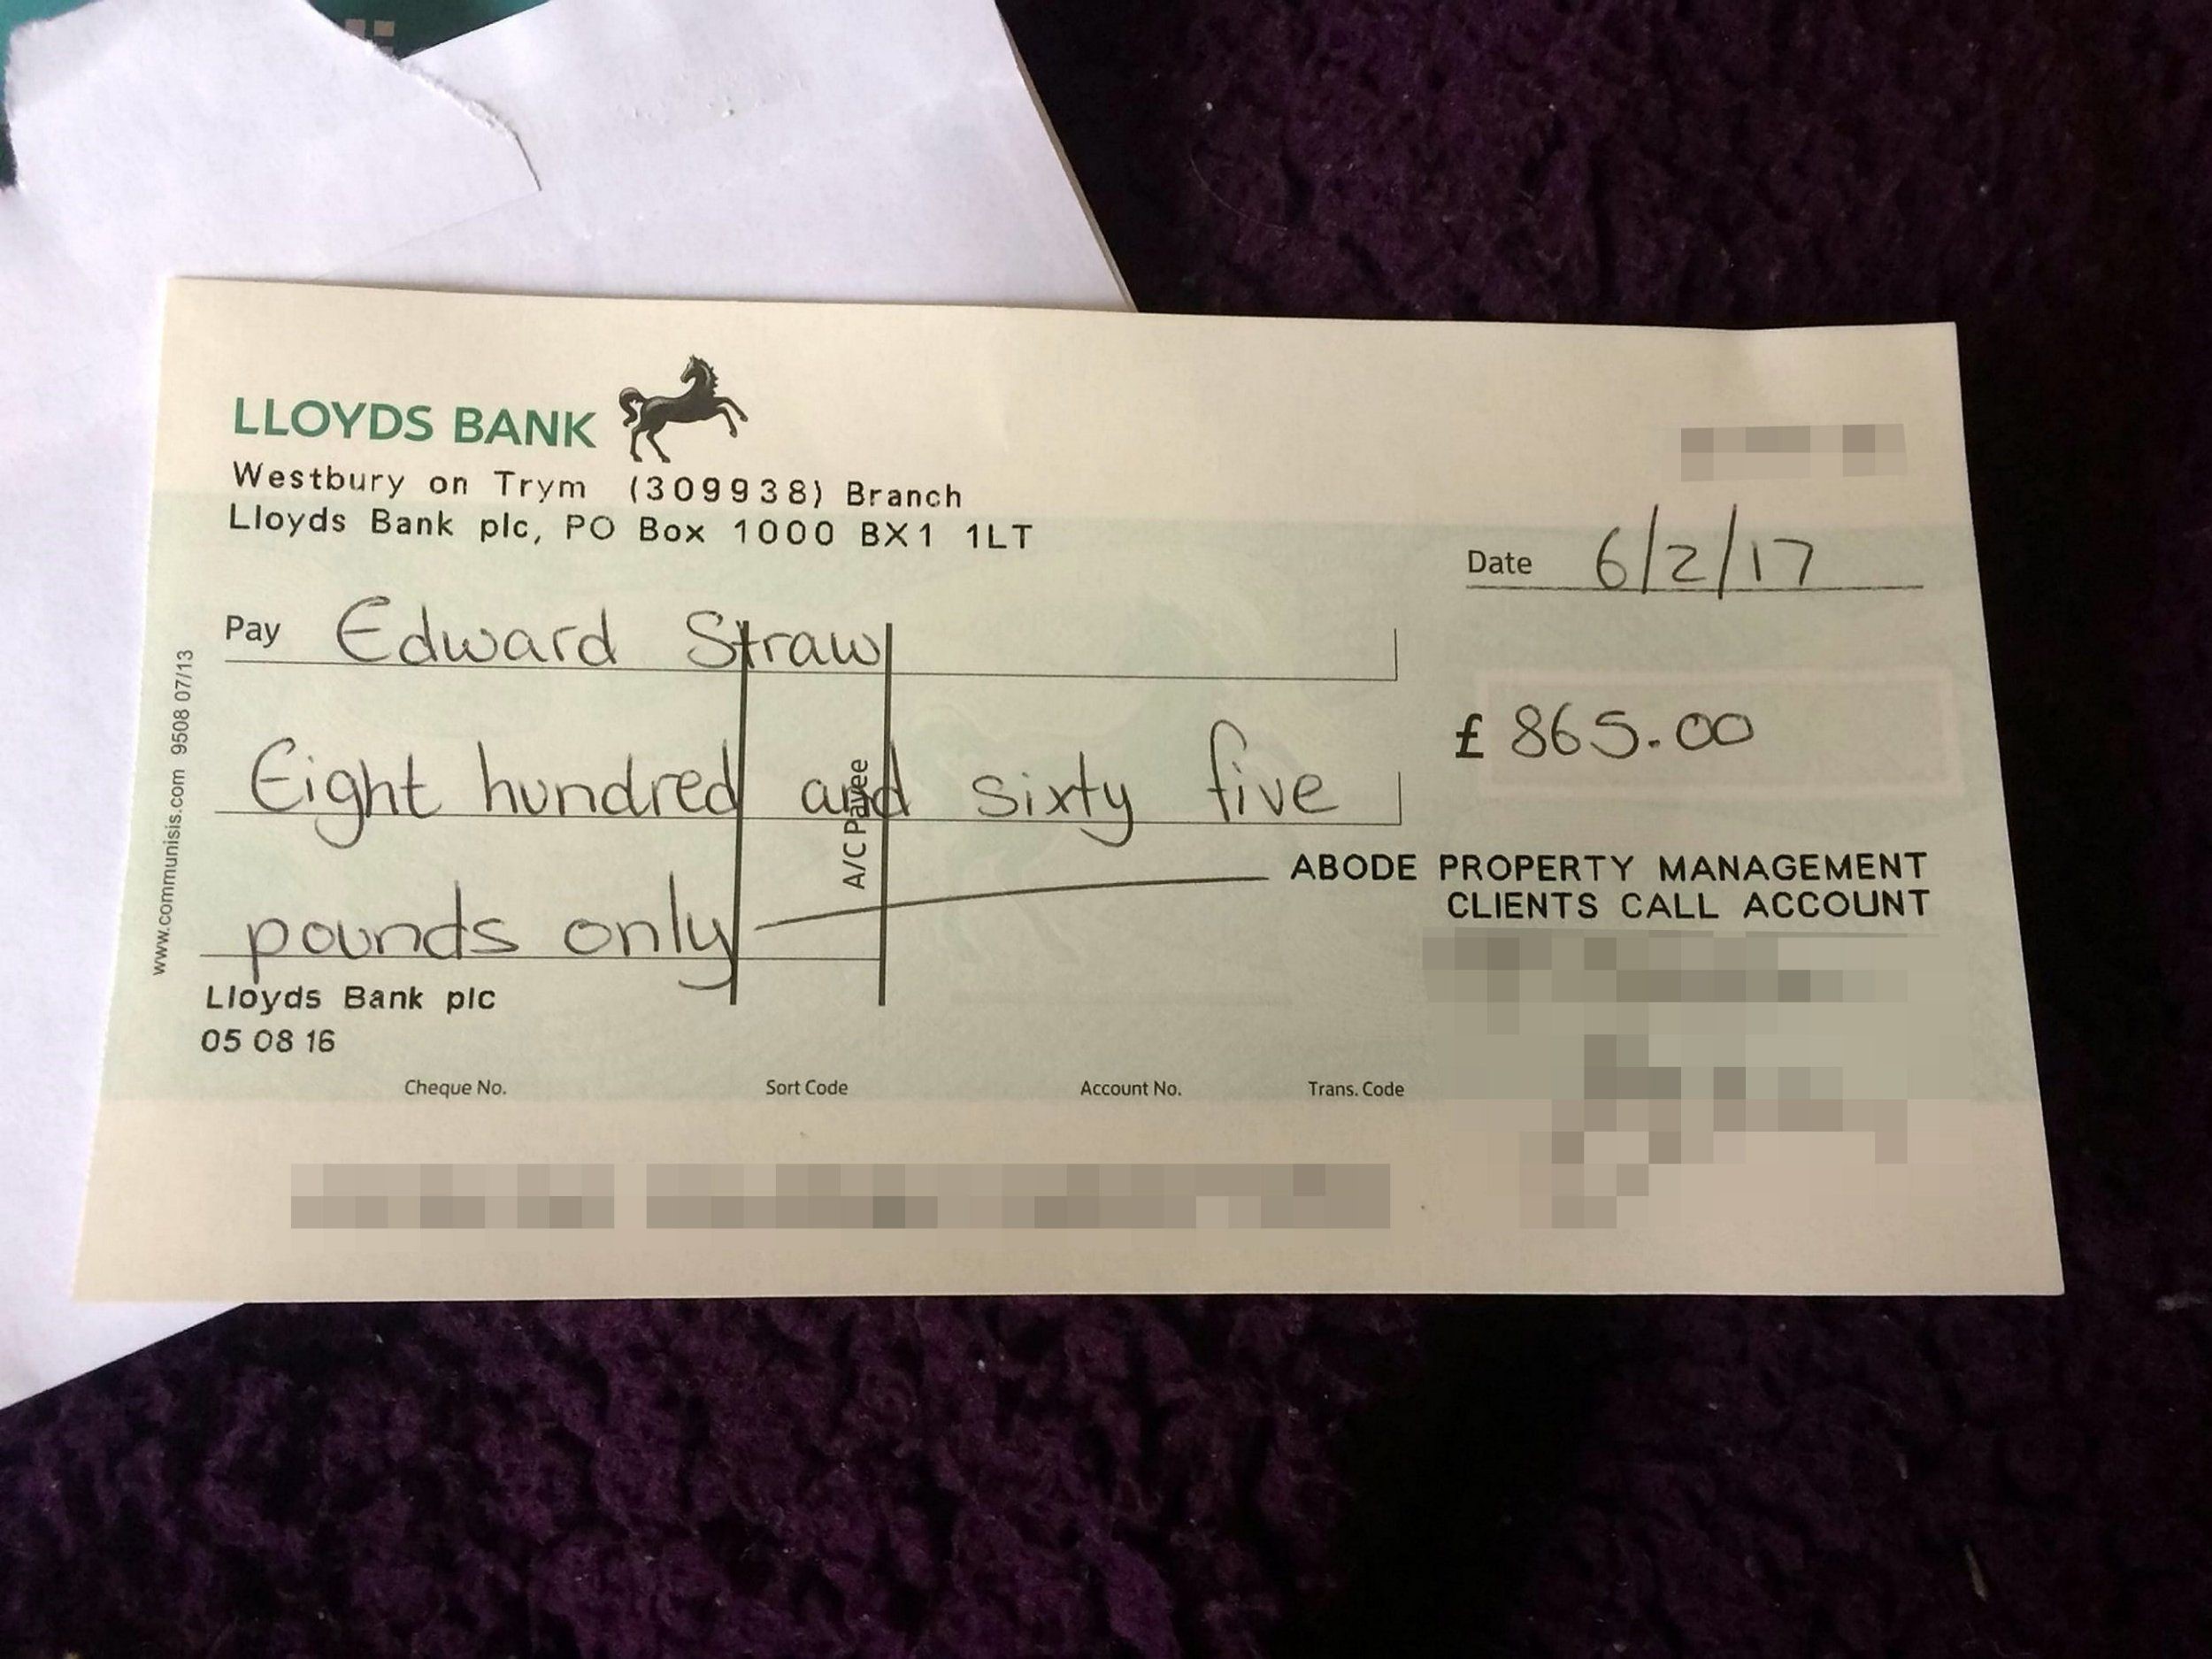 LLOYDS BANK
Westbury on Trym (309938) Branch
Lloyds Bank plc, PO Box 1000 BX1 1LT
Date 6/2/17
Pay Edward Straw
£ 865.00
Eight hundred and sixty five
A/C Payee
pounds only
ABODE PROPERTY MANAGEMENT
CLIENTS CALL ACCOUNT
Lloyds Bank plc
05 08 16
Cheque No. Sort Code Account No. Trans. Code
www.communisis.com 9508 07/13